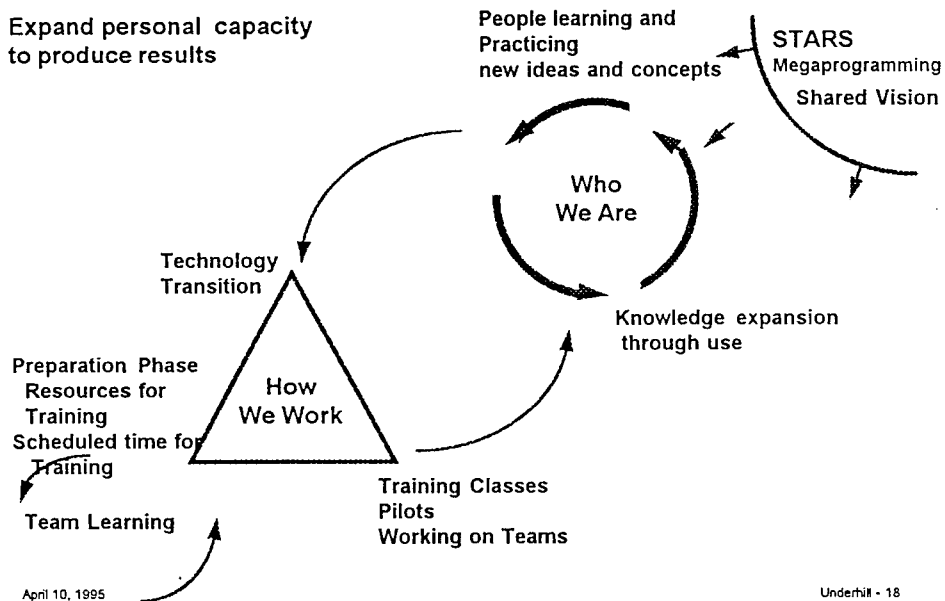 Expand personal capacity
to produce results
People learning and
Practicing
new ideas and concepts
STARS
Megaprogramming
Shared Vision
Who
We Are
Technology
Transition
Knowledge expansion
through use
Preparation Phase
Resources for
Training
Scheduled time for
Training
How
We Work
Training Classes
Pilots
Working on Teams
Team Learning
April 10, 1995
Underhill - 18